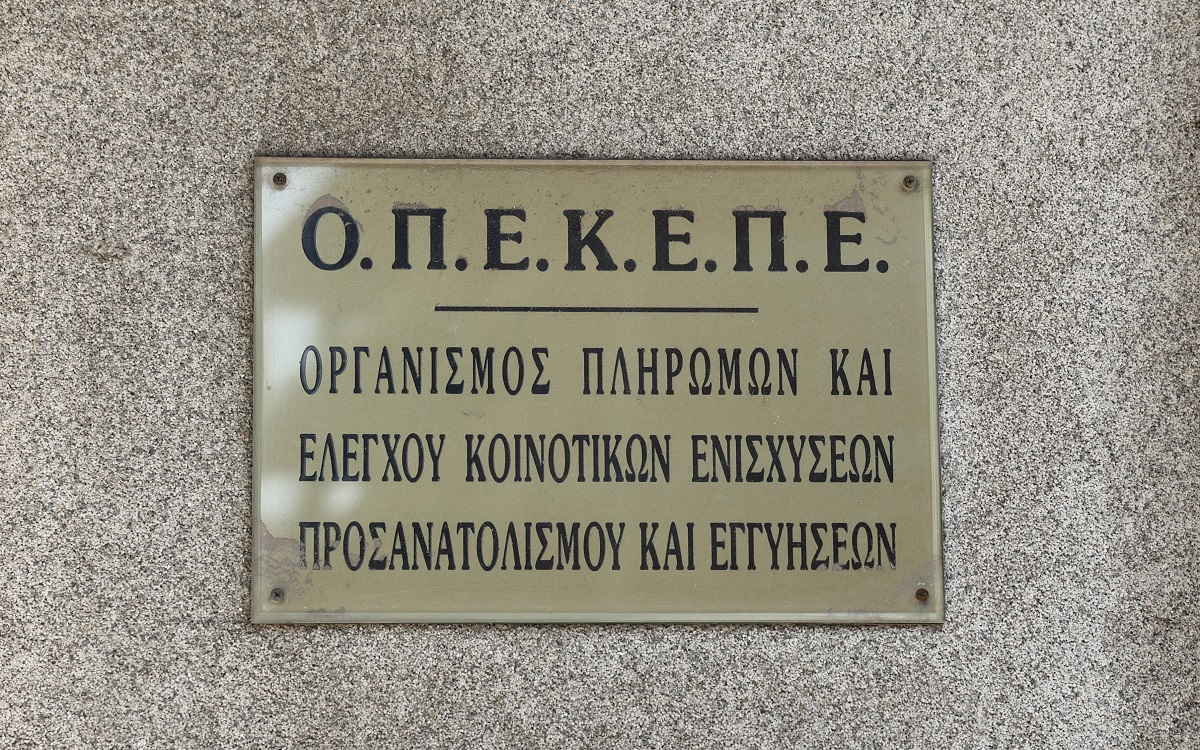 Ο.Π.Ε.Κ.Ε.Π.Ε.
ΟΡΓΑΝΙΣΜΟΣ ΠΛΗΡΩΜΩΝ ΚΑΙ
ΕΛΕΓΧΟΥ ΚΟΙΝΟΤΙΚΩΝ ΕΝΙΣΧΥΣΕΩΝ
ΠΡΟΣΑΝΑΤΟΛΙΣΜΟΥ ΚΑΙ ΕΓΓΥΗΣΕΩΝ